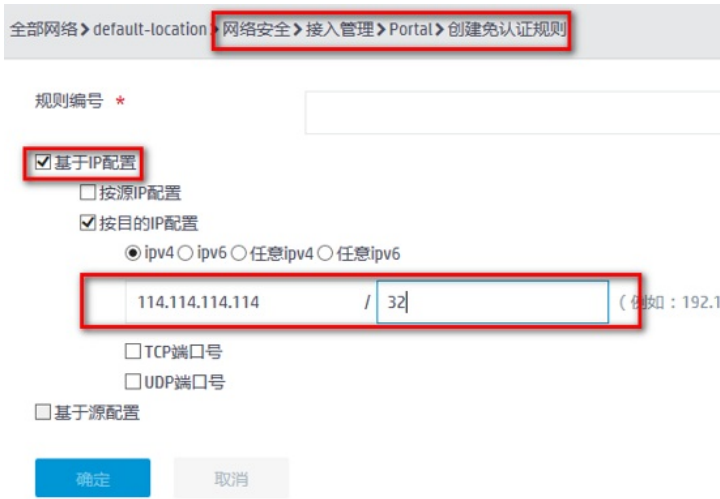 全部网络>default-location>网络安全>接入管理>Portal>创建免认证规则
规则编号 *
基于IP配置
按源IP配置
按目的IP配置
ipv4 ipv6 任意ipv4 任意ipv6
114.114.114.114 / 32 （例如：192.1
TCP端口号
UDP端口号
基于源配置
确定 取消